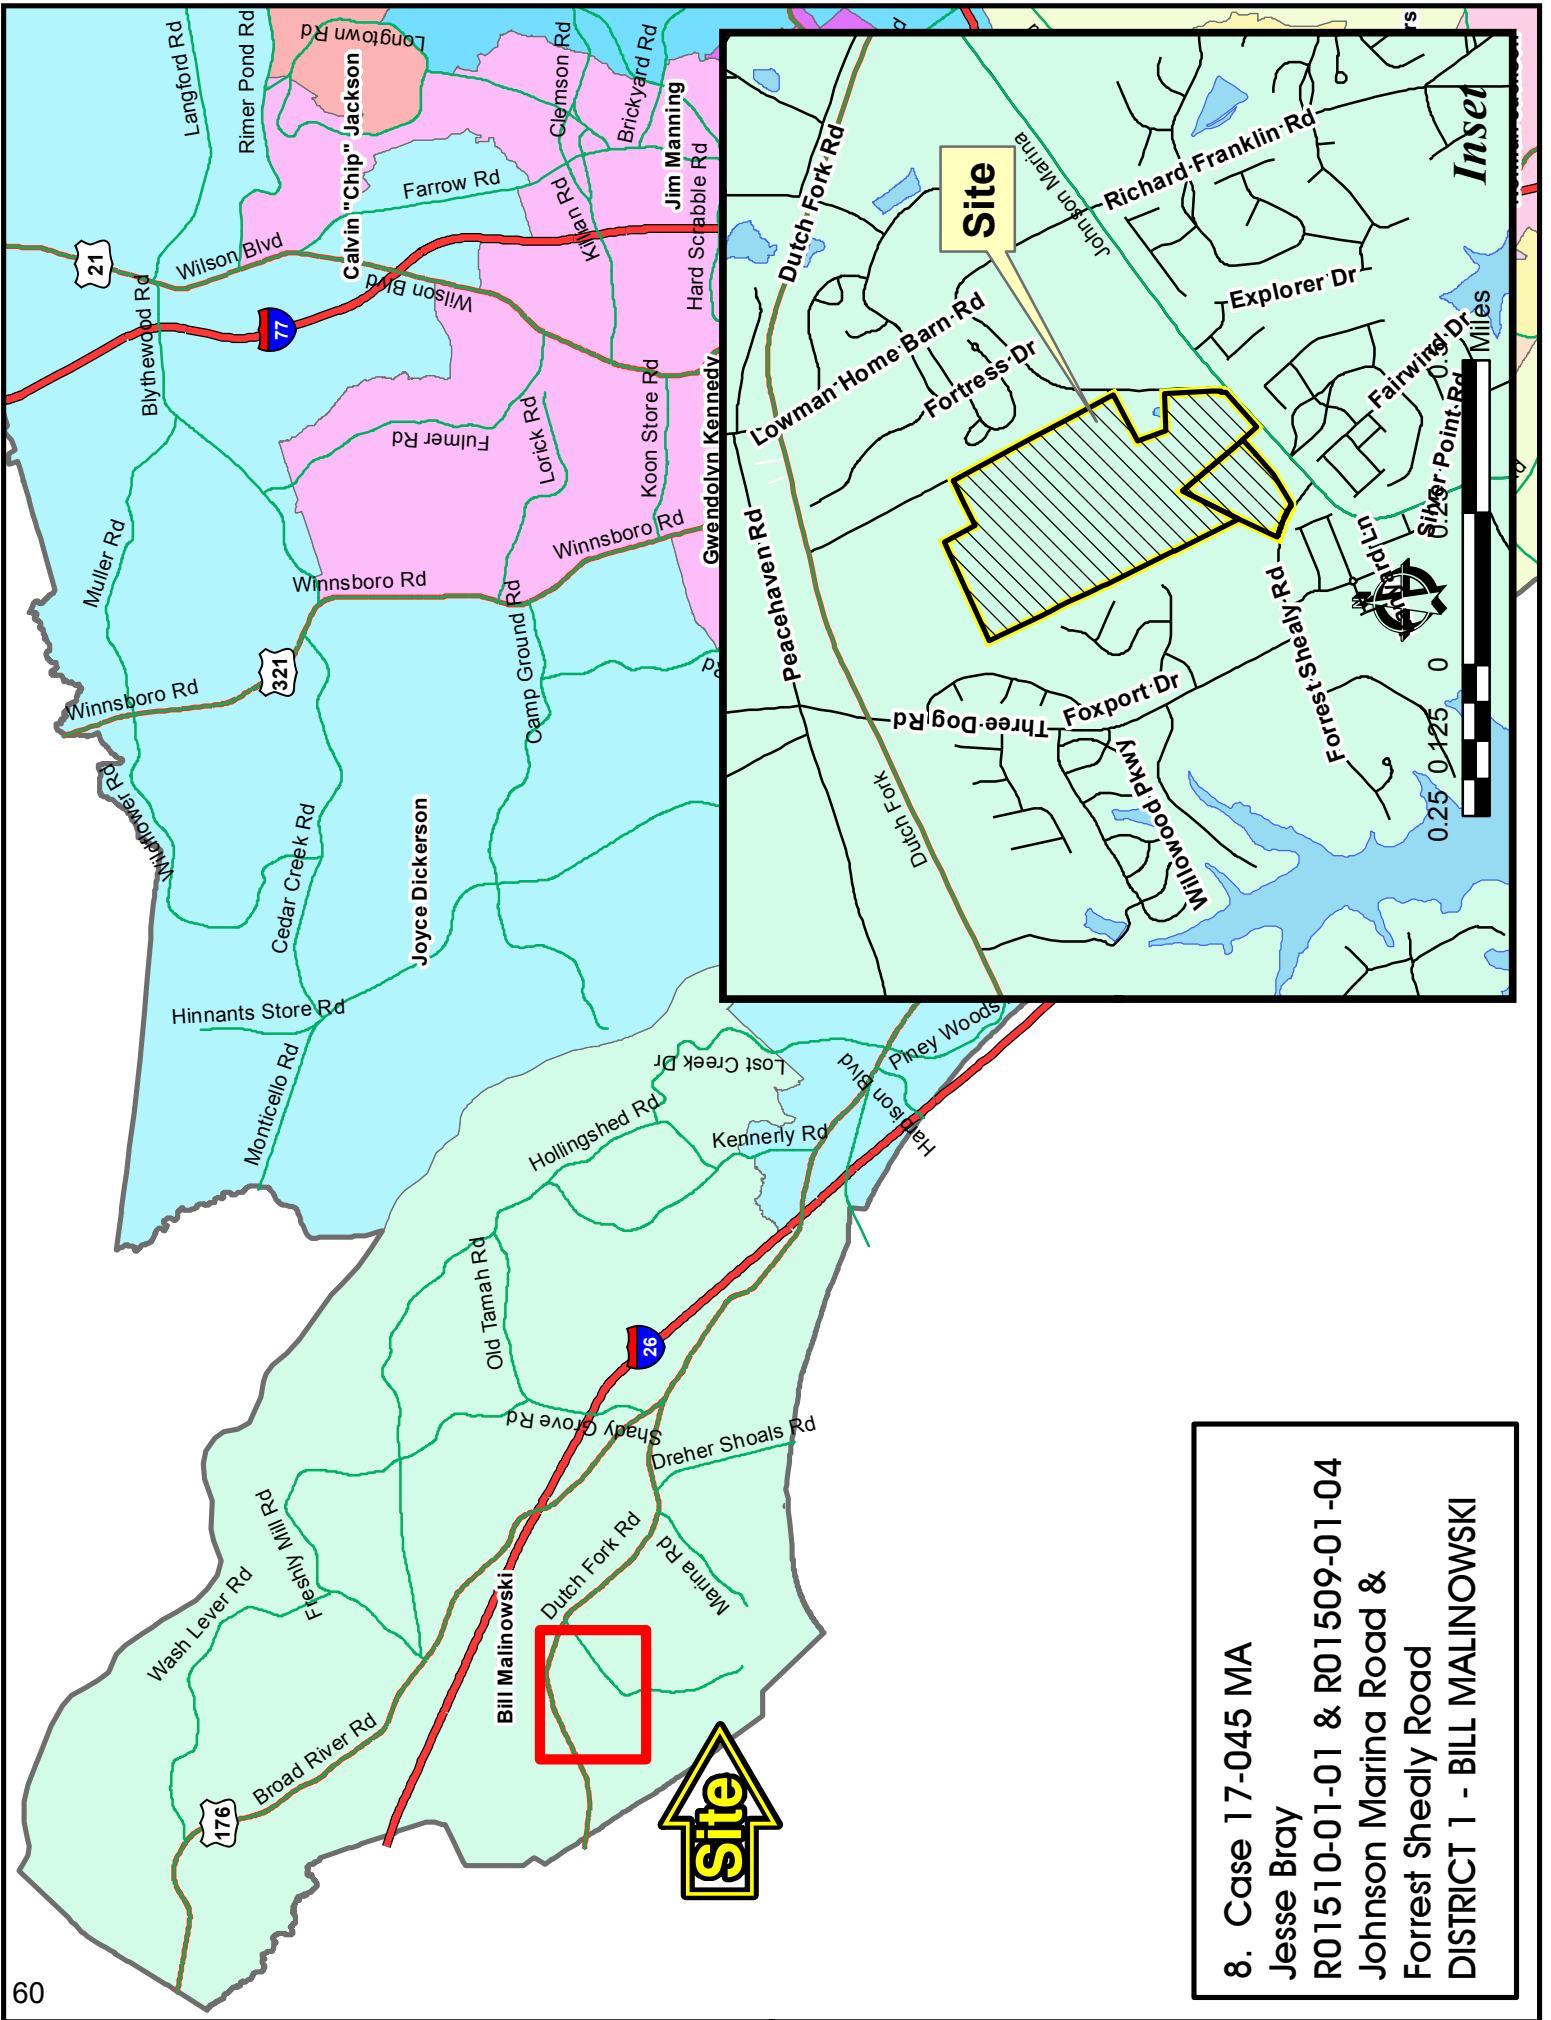 60
Langford Rd
Rimer Pond Rd
Longtown Rd
Calvin "Chip" Jackson
Clemson Rd
Brickyard Rd
Jim Manning
Hard Scrabble Rd
Farrow Rd
Killian Rd
21
Wilson Blvd
Wilson Blvd
Blythewood Rd
77
Fulmer Rd
Lorick Rd
Koon Store Rd
Gwendolyn Kennedy
Muller Rd
Winnsboro Rd
Winnsboro Rd
Winnsboro Rd
321
Camp Ground Rd
Rd
Wildflower Rd
Cedar Creek Rd
Joyce Dickerson
Hinnants Store Rd
Monticello Rd
Lost Creek Dr
Hollingshed Rd
Kennerly Rd
Piney Woods
Harbison Blvd
Old Tamah Rd
26
Shady Grove Rd
Dreher Shoals Rd
Freshly Mill Rd
Wash Lever Rd
Dutch Fork Rd
Marina Rd
Bill Malinowski
Broad River Rd
176
Site
Inset
Site
Dutch Fork Rd
Johnson Marina
Richard Franklin Rd
Lowman Home Barn Rd
Fortress Dr
Explorer Dr
Fairwind Dr
Silver Point Rd
Peacehaven Rd
Forrest Shealy Rd
Three Dog Rd
Foxport Dr
Willowood Pkwy
Dutch Fork
N
0.25 0.125 0 0.25 0.5
Miles
8. Case 17-045 MA
Jesse Bray
R01510-01-01 & R01509-01-04
Johnson Marina Road &
Forrest Shealy Road
DISTRICT 1 - BILL MALINOWSKI